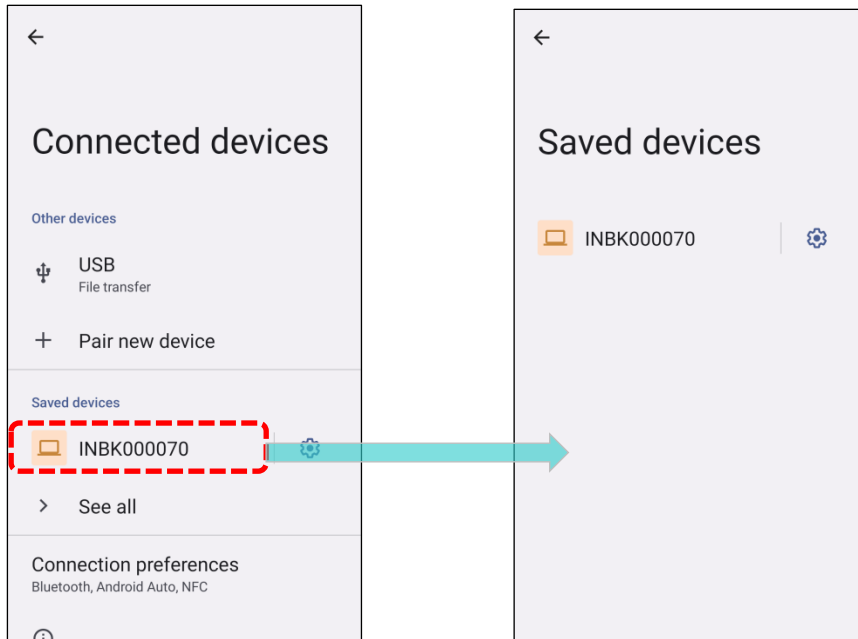 Connected devices
Other devices
USB
File transfer
Pair new device
Saved devices
INBK000070
See all
Connection preferences
Bluetooth, Android Auto, NFC
Saved devices
INBK000070